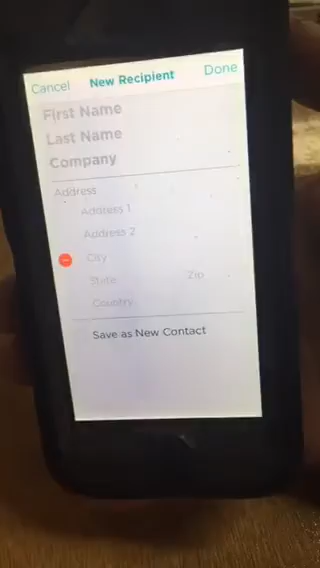 Cancel New Recipient Done
First Name
Last Name
Company
Address
Address 1
Address 2
City
State Zip
Country
Save as New Contact